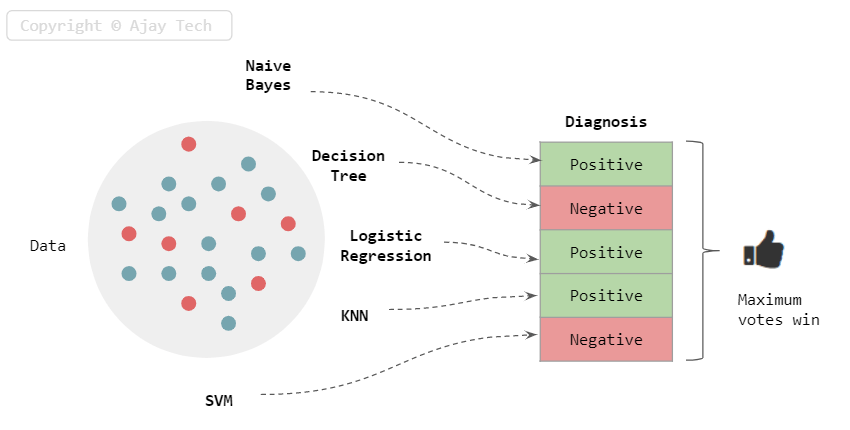 Copyright © Ajay Tech
Naive
Bayes
Diagnosis
Decision
Tree
Positive
Negative
Logistic
Regression
Positive
Data
KNN
Positive
Maximum
votes win
Negative
SVM